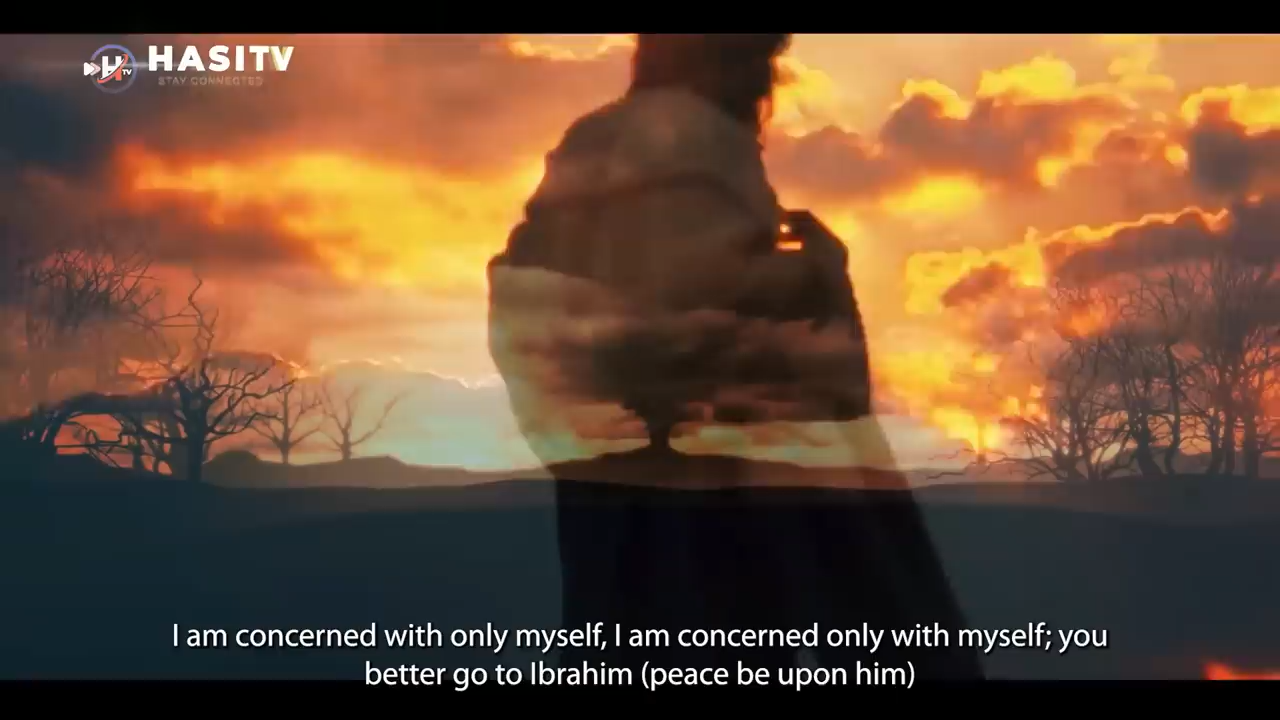 HASITV
STAY CONNECTED
H
TV
I am concerned with only myself, I am concerned only with myself; you
better go to Ibrahim (peace be upon him)